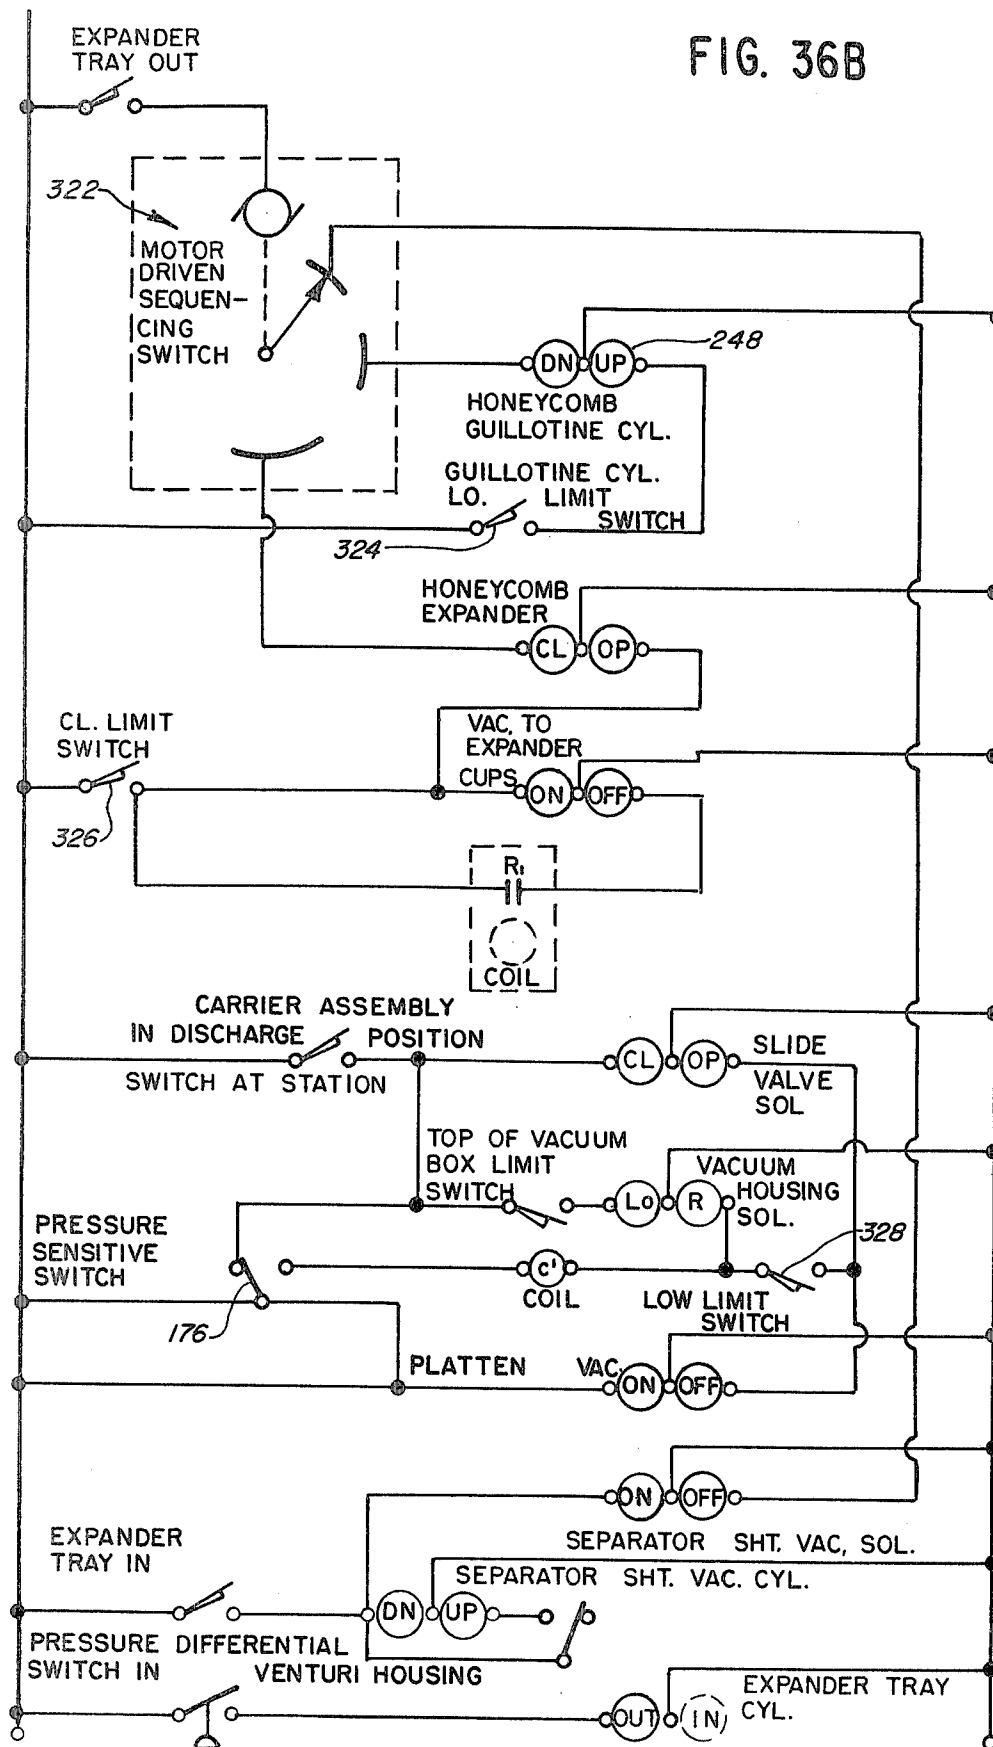 EXPANDER
TRAY OUT
FIG. 36B
322
MOTOR
DRIVEN
SEQUEN-
CING
SWITCH
DN UP
248
HONEYCOMB
GUILLOTINE CYL.
GUILLOTINE CYL.
LO. LIMIT
SWITCH
324
HONEYCOMB
EXPANDER
CL OP
CL. LIMIT
SWITCH
VAC. TO
EXPANDER
CUPS
ON OFF
326
R1
COIL
CARRIER ASSEMBLY
IN DISCHARGE POSITION
SWITCH AT STATION
CL OP
SLIDE
VALVE
SOL
TOP OF VACUUM
BOX LIMIT
SWITCH
LO R
VACUUM
HOUSING
SOL.
PRESSURE
SENSITIVE
SWITCH
328
C'
COIL
LOW LIMIT
SWITCH
176
PLATTEN VAC.
ON OFF
ON OFF
SEPARATOR SHT. VAC, SOL.
EXPANDER
TRAY IN
SEPARATOR SHT. VAC. CYL.
DN UP
PRESSURE DIFFERENTIAL
SWITCH IN VENTURI HOUSING
EXPANDER TRAY
CYL.
OUT IN